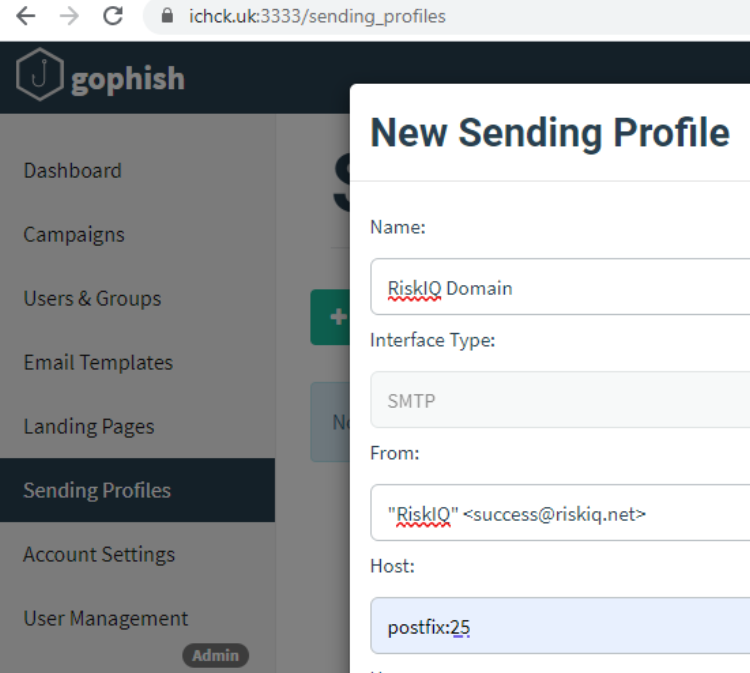 ichck.uk:3333/sending_profiles
gophish
New Sending Profile
Dashboard
Campaigns
Users & Groups
Email Templates
Landing Pages
Sending Profiles
Account Settings
User Management
Admin
Name:
RiskIQ Domain
Interface Type:
SMTP
From:
"RiskIQ" <success@riskiq.net>
Host:
postfix:25